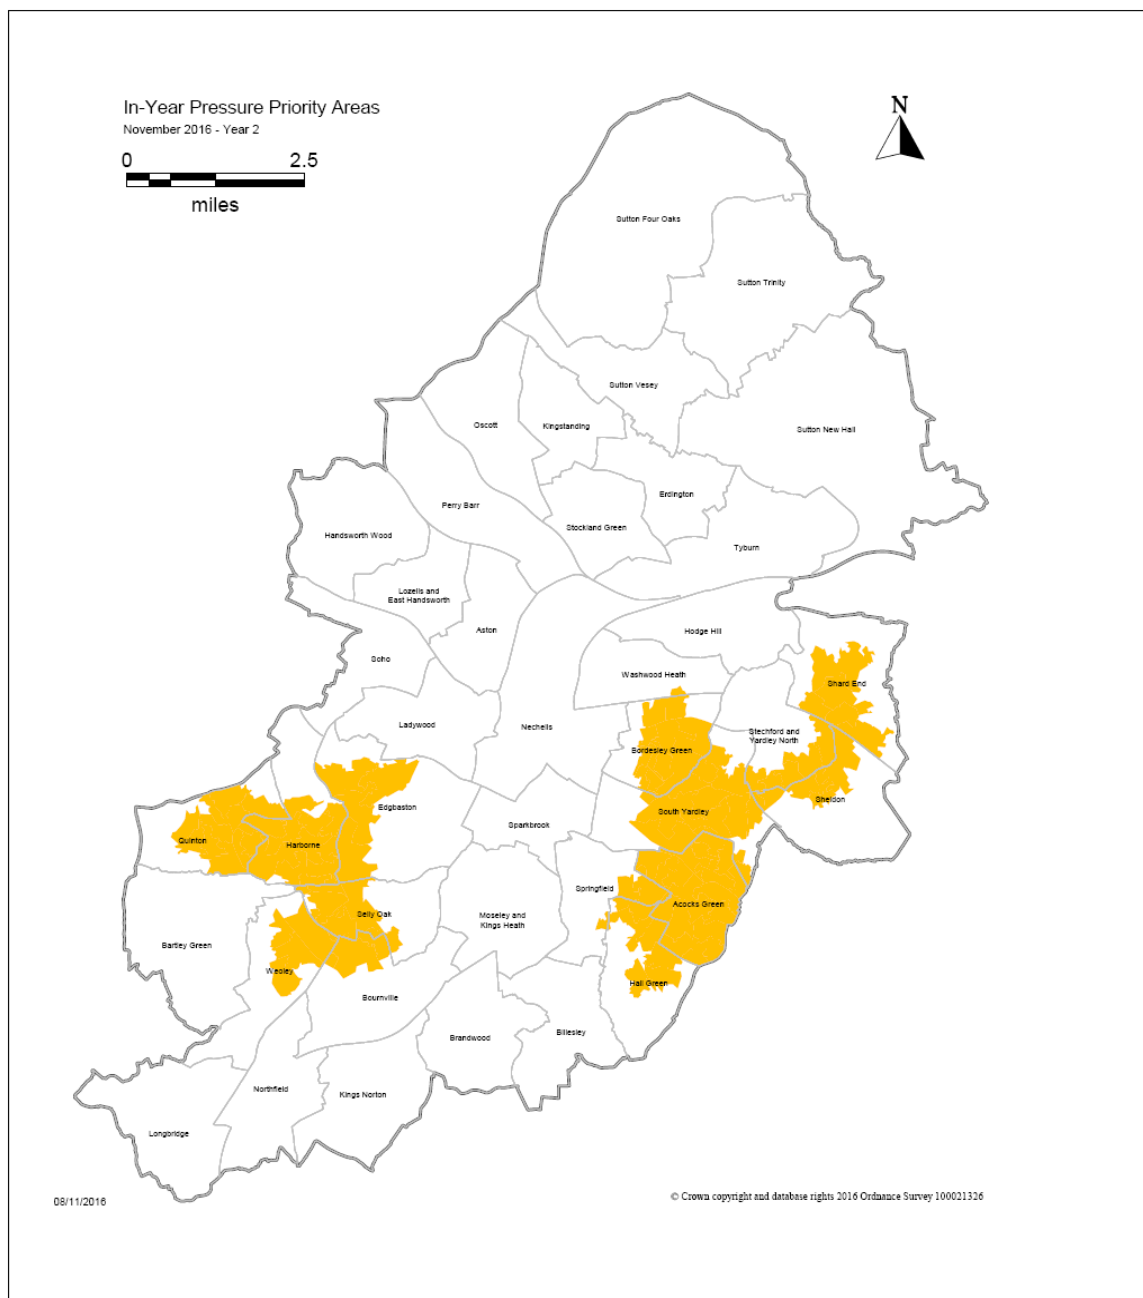 In-Year Pressure Priority Areas
November 2016 - Year 2
N
0 2.5
miles
Sutton Four Oaks
Sutton Trinity
Sutton Vesey
Oscott
Kingstanding
Sutton New Hall
Erdington
Perry Barr
Stockland Green
Handsworth Wood
Tyburn
Lozells and
East Handsworth
Aston
Hodge Hill
Soho
Washwood Heath
Shard End
Ladywood
Nechells
Stechford and
Yardley North
Bordesley Green
Edgbaston
South Yardley
Sheldon
Sparkbrook
Quinton
Harborne
Springfield
Acocks Green
Selly Oak
Moseley and
Kings Heath
Bartley Green
Weoley
Hall Green
Bournville
Brandwood
Billesley
Northfield
Kings Norton
Longbridge
08/11/2016
© Crown copyright and database rights 2016 Ordnance Survey 100021326